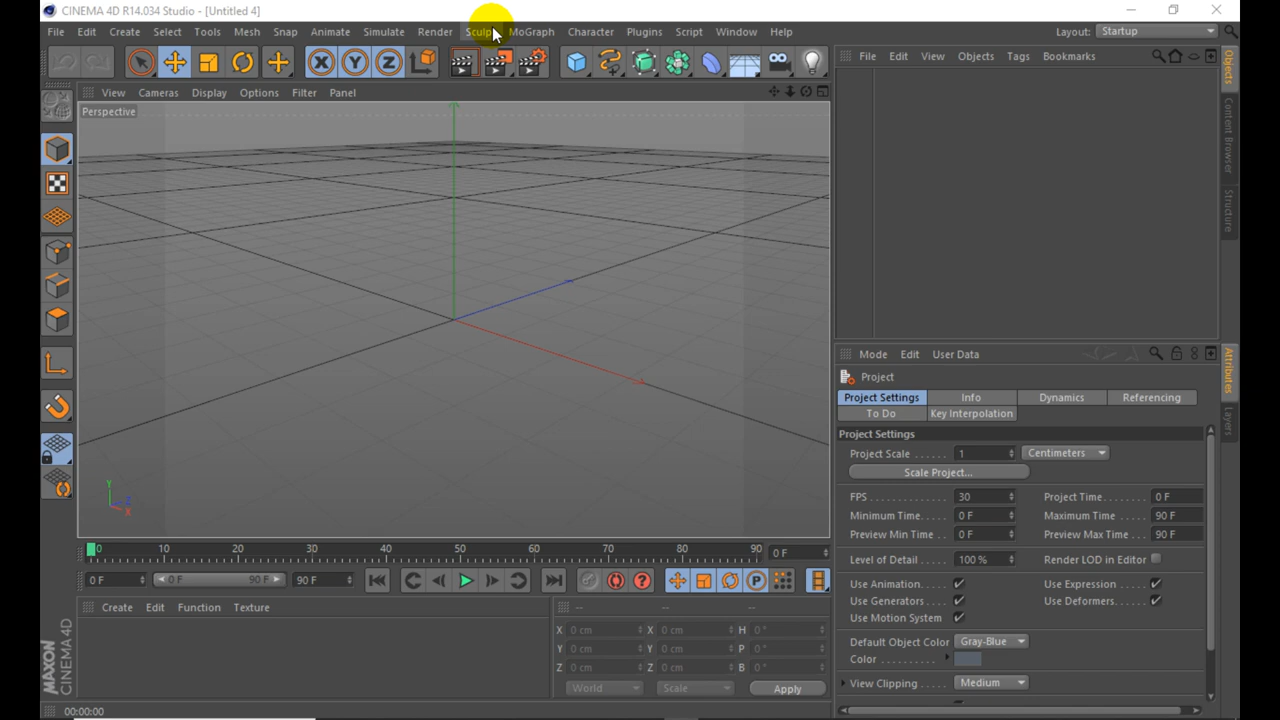 CINEMA 4D R14.034 Studio - [Untitled 4]
File Edit Create Select Tools Mesh Snap Animate Simulate Render Sculpt MoGraph Character Plugins Script Window Help Layout: Startup
File Edit View Objects Tags Bookmarks
View Cameras Display Options Filter Panel
Perspective
Objects
Content Browser
Structure
Y
Z
X
Mode Edit User Data
Project
Project Settings Info Dynamics Referencing
To Do Key Interpolation
Attributes
Layers
Project Settings
Project Scale 1 Centimeters
Scale Project...
FPS 30 Project Time 0 F
Minimum Time 0 F Maximum Time 90 F
Preview Min Time 0 F Preview Max Time 90 F
Level of Detail 100 % Render LOD in Editor
Use Animation Use Expression
Use Generators Use Deformers
Use Motion System
Default Object Color Gray-Blue
Color
View Clipping Medium
0 10 20 30 40 50 60 70 80 90 0 F
0 F 0 F 90 F 90 F
Create Edit Function Texture
-- -- --
X 0 cm X 0 cm H 0 °
Y 0 cm Y 0 cm P 0 °
Z 0 cm Z 0 cm B 0 °
World Scale Apply
MAXON
CINEMA 4D
00:00:00